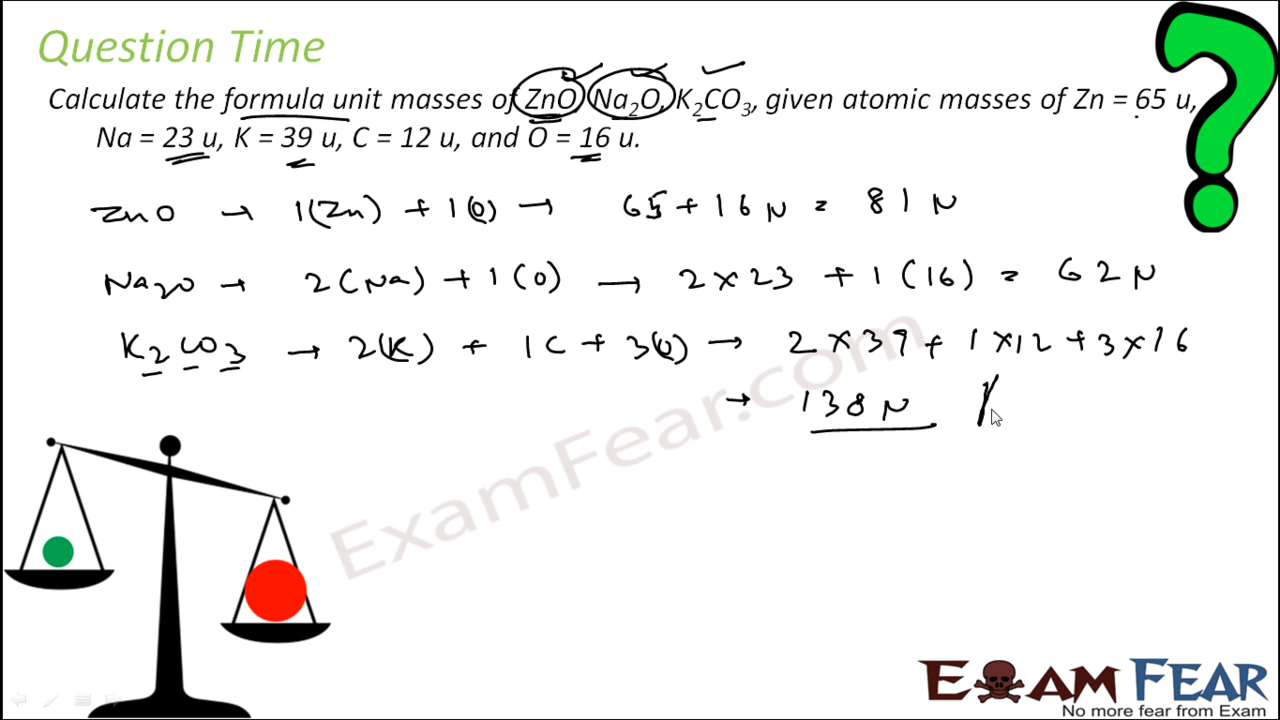 Question Time
Calculate the formula unit masses of ZnO, Na₂O, K₂CO₃, given atomic masses of Zn = 65 u,
Na = 23 u, K = 39 u, C = 12 u, and O = 16 u.
ZnO → 1(Zn) + 1(O) → 65 + 16 u = 81 u
Na₂O → 2(Na) + 1(O) → 2 × 23 + 1(16) = 62 u
K₂CO₃ → 2(K) + 1C + 3(O) → 2 × 39 + 1 × 12 + 3 × 16
→ 138 u
ExamFear.com
EXAM FEAR
No more fear from Exam